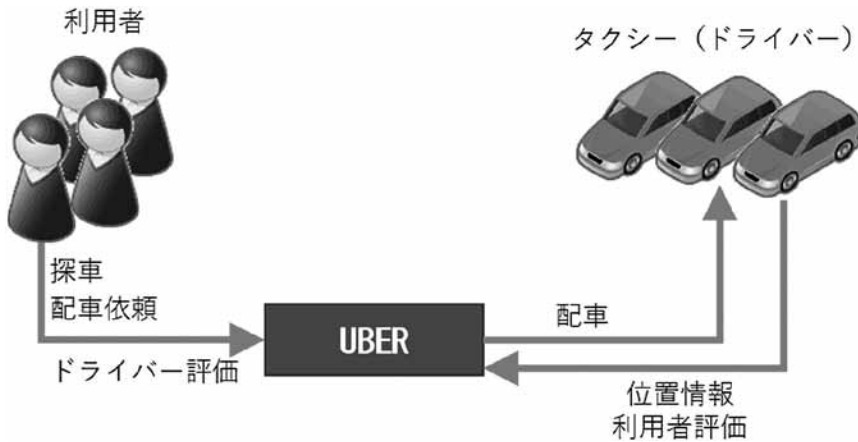 利用者
タクシー（ドライバー）
探車
配車依頼
ドライバー評価
UBER
配車
位置情報
利用者評価